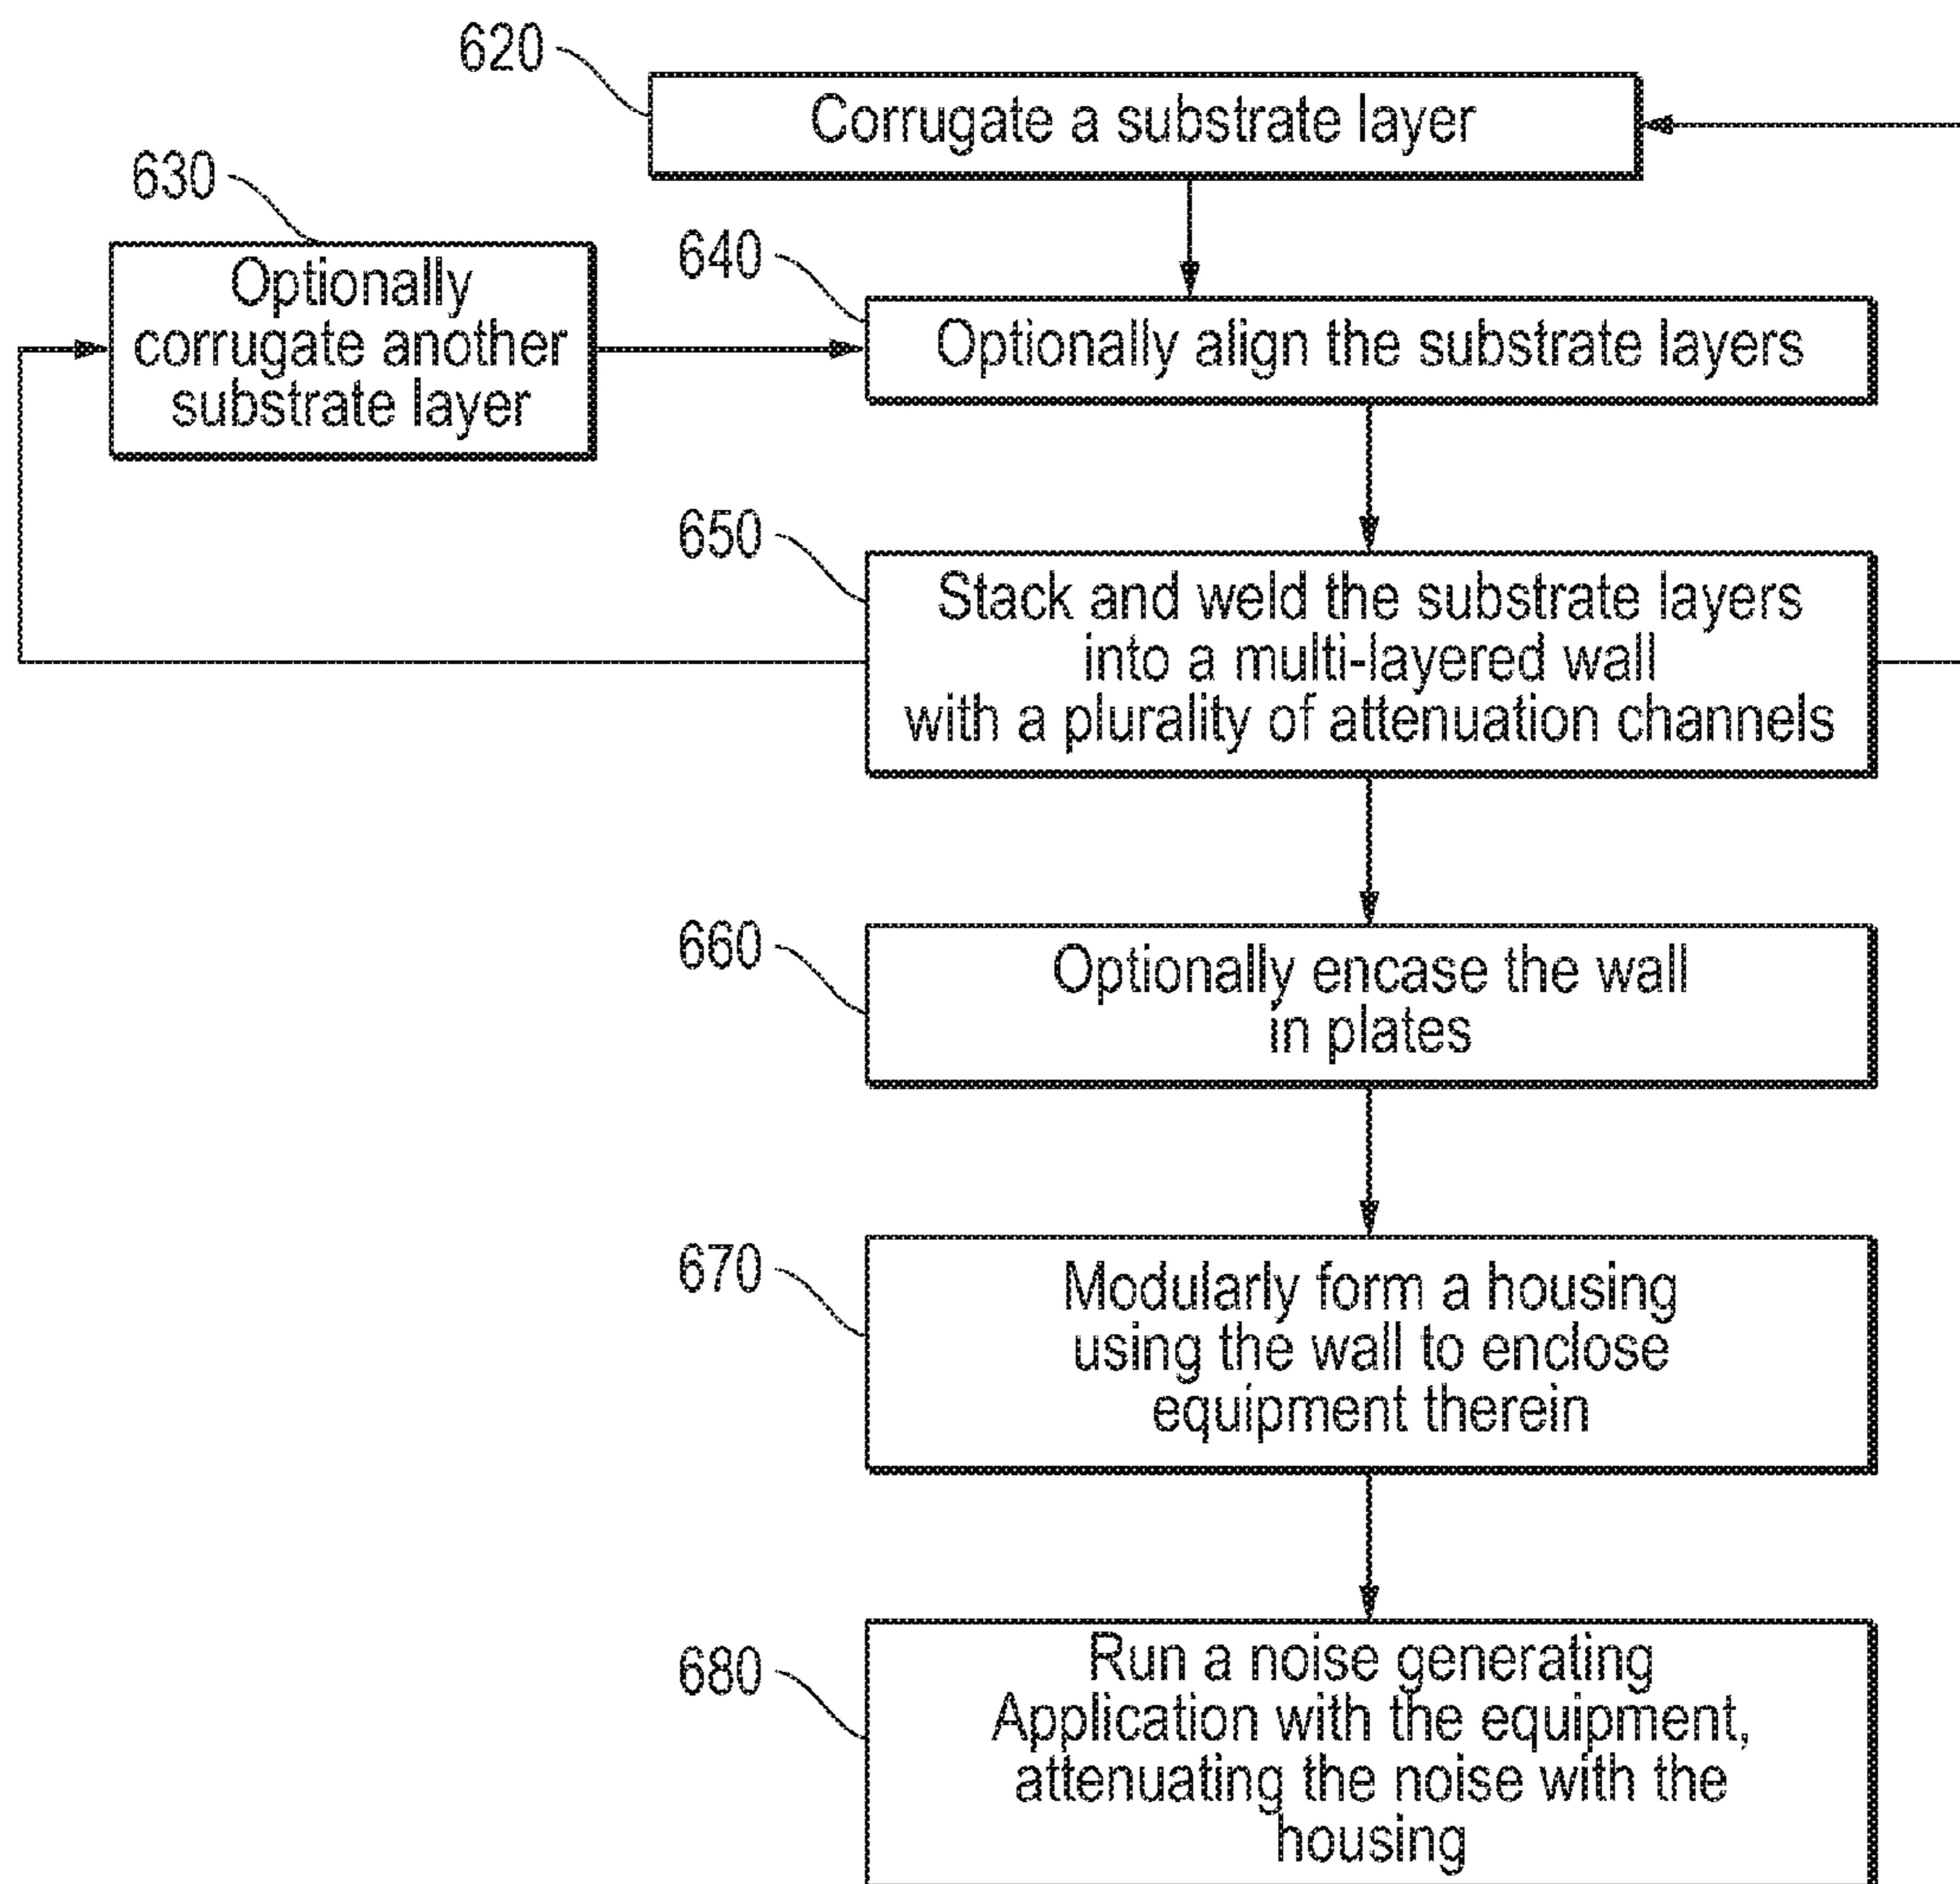 620
Corrugate a substrate layer
630
Optionally
corrugate another
substrate layer
640
Optionally align the substrate layers
650
Stack and weld the substrate layers
into a multi-layered wall
with a plurality of attenuation channels
660
Optionally encase the wall
in plates
670
Modularly form a housing
using the wall to enclose
equipment therein
680
Run a noise generating
Application with the equipment,
attenuating the noise with the
housing